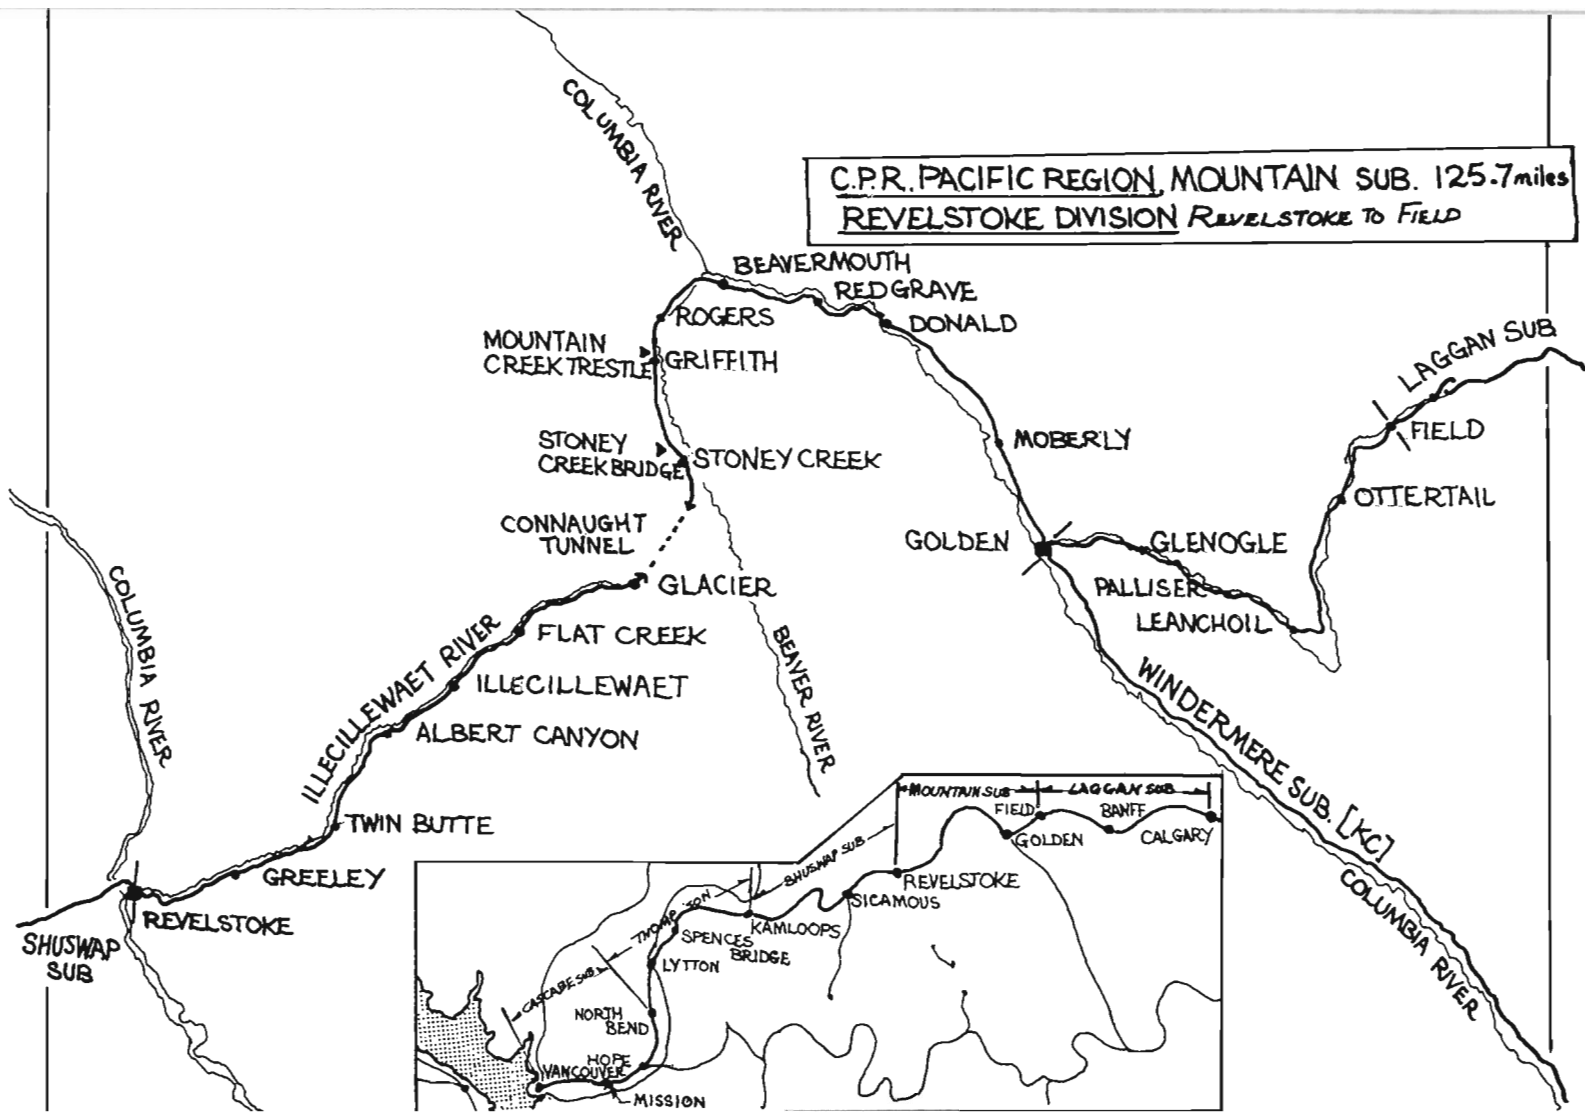 C.P.R. PACIFIC REGION, MOUNTAIN SUB. 125.7 miles
REVELSTOKE DIVISION REVELSTOKE TO FIELD
COLUMBIA RIVER
BEAVERMOUTH
REDGRAVE
DONALD
ROGERS
MOUNTAIN
CREEK TRESTLE
GRIFFITH
STONEY
CREEK BRIDGE
STONEY CREEK
CONNAUGHT
TUNNEL
GLACIER
FLAT CREEK
ILLECILLEWAET
ALBERT CANYON
ILLECILLEWAET RIVER
TWIN BUTTE
GREELEY
REVELSTOKE
SHUSWAP
SUB
COLUMBIA RIVER
BEAVER RIVER
MOBERLY
GOLDEN
GLENOGLE
PALLISER
LEANCHOIL
OTTERTAIL
FIELD
LAGGAN SUB
WINDERMERE SUB. [KC]
COLUMBIA RIVER
MOUNTAIN SUB
LAGGAN SUB
FIELD
BANFF
GOLDEN
CALGARY
SHUSWAP SUB
REVELSTOKE
SICAMOUS
KAMLOOPS
THOMPSON
SPENCES
BRIDGE
LYTTON
CASCADE SUB
NORTH
BEND
HOPE
VANCOUVER
MISSION